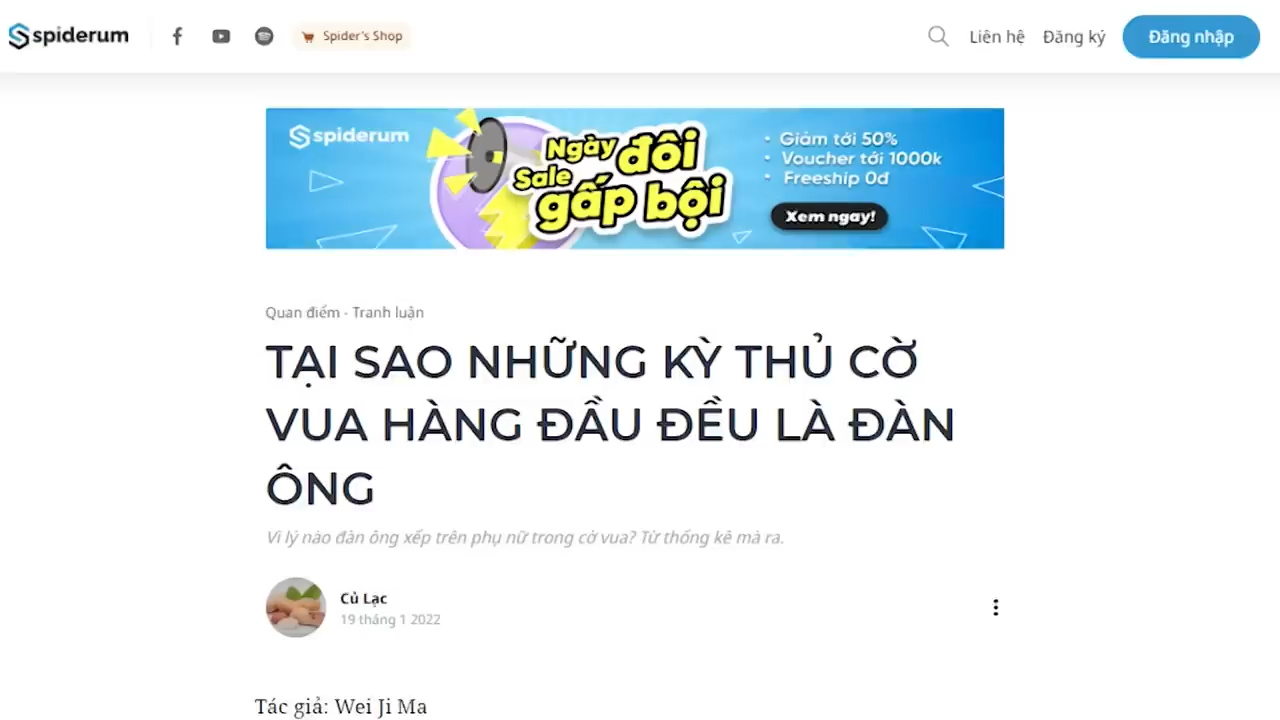 spiderum
Spider's Shop
Liên hệ
Đăng ký
Đăng nhập
spiderum
Ngày đôi
Sale gấp bội
• Giảm tới 50%
• Voucher tới 1000k
• Freeship 0đ
Xem ngay!
Quan điểm - Tranh luận
TẠI SAO NHỮNG KỲ THỦ CỜ
VUA HÀNG ĐẦU ĐỀU LÀ ĐÀN
ÔNG
Vì lý nào đàn ông xếp trên phụ nữ trong cờ vua? Từ thống kê mà ra.
Củ Lạc
19 tháng 1 2022
Tác giả: Wei Ji Ma